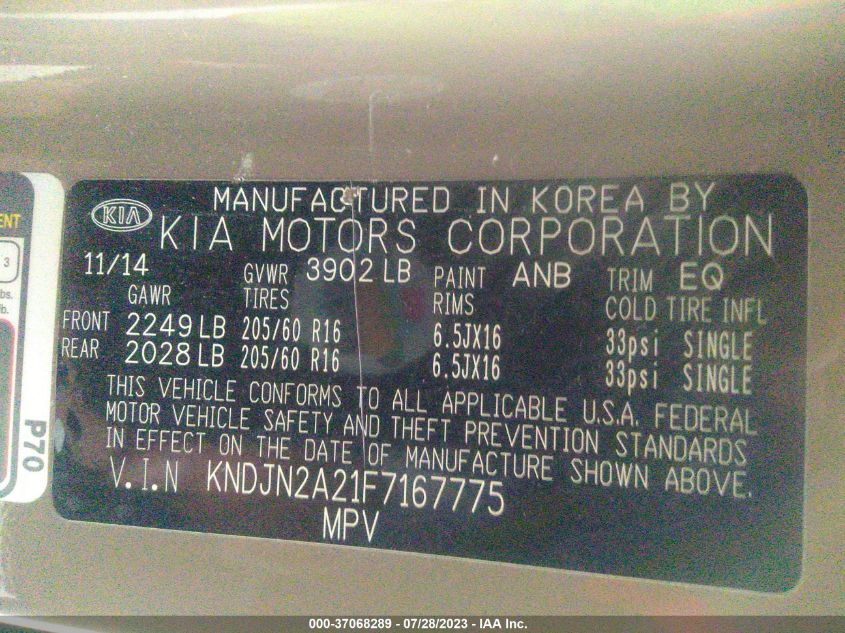 MANUFACTURED IN KOREA BY
KIA KIA MOTORS CORPORATION
11/14 GVWR 3902 LB PAINT ANB TRIM EQ
GAWR TIRES RIMS COLD TIRE INFL
FRONT 2249 LB 205/60 R16 6.5JX16 33psi SINGLE
REAR 2028 LB 205/60 R16 6.5JX16 33psi SINGLE
THIS VEHICLE CONFORMS TO ALL APPLICABLE U.S.A. FEDERAL
MOTOR VEHICLE SAFETY AND THEFT PREVENTION STANDARDS
IN EFFECT ON THE DATE OF MANUFACTURE SHOWN ABOVE.
V.I.N KNDJN2A21F7167775
MPV
3
P70
000-37068289 - 07/28/2023 - IAA Inc.